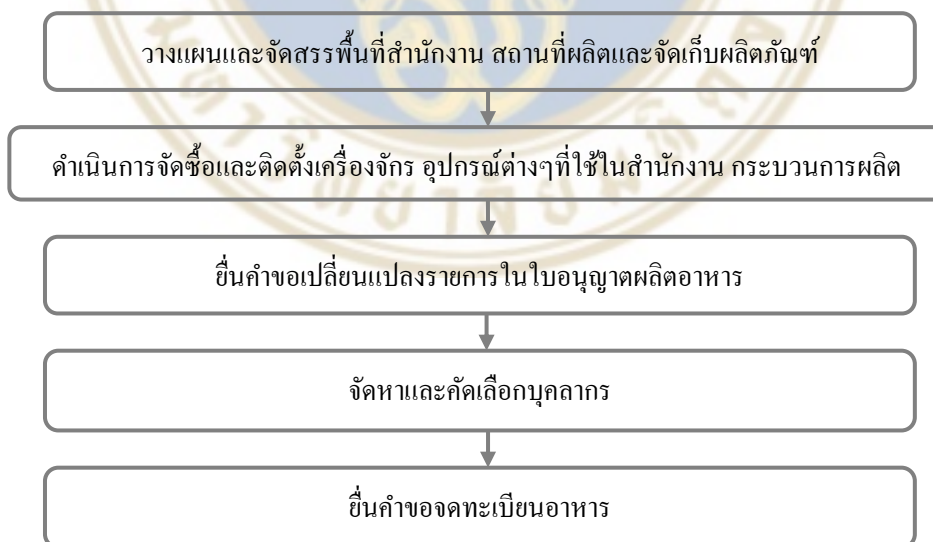 วางแผนและจัดสรรพื้นที่สำนักงาน สถานที่ผลิตและจัดเก็บผลิตภัณฑ์
ดำเนินการจัดซื้อและติดตั้งเครื่องจักร อุปกรณ์ต่างๆที่ใช้ในสำนักงาน กระบวนการผลิต
ยื่นคำขอเปลี่ยนแปลงรายการในใบอนุญาตผลิตอาหาร
จัดหาและคัดเลือกบุคลากร
ยื่นคำขอจดทะเบียนอาหาร